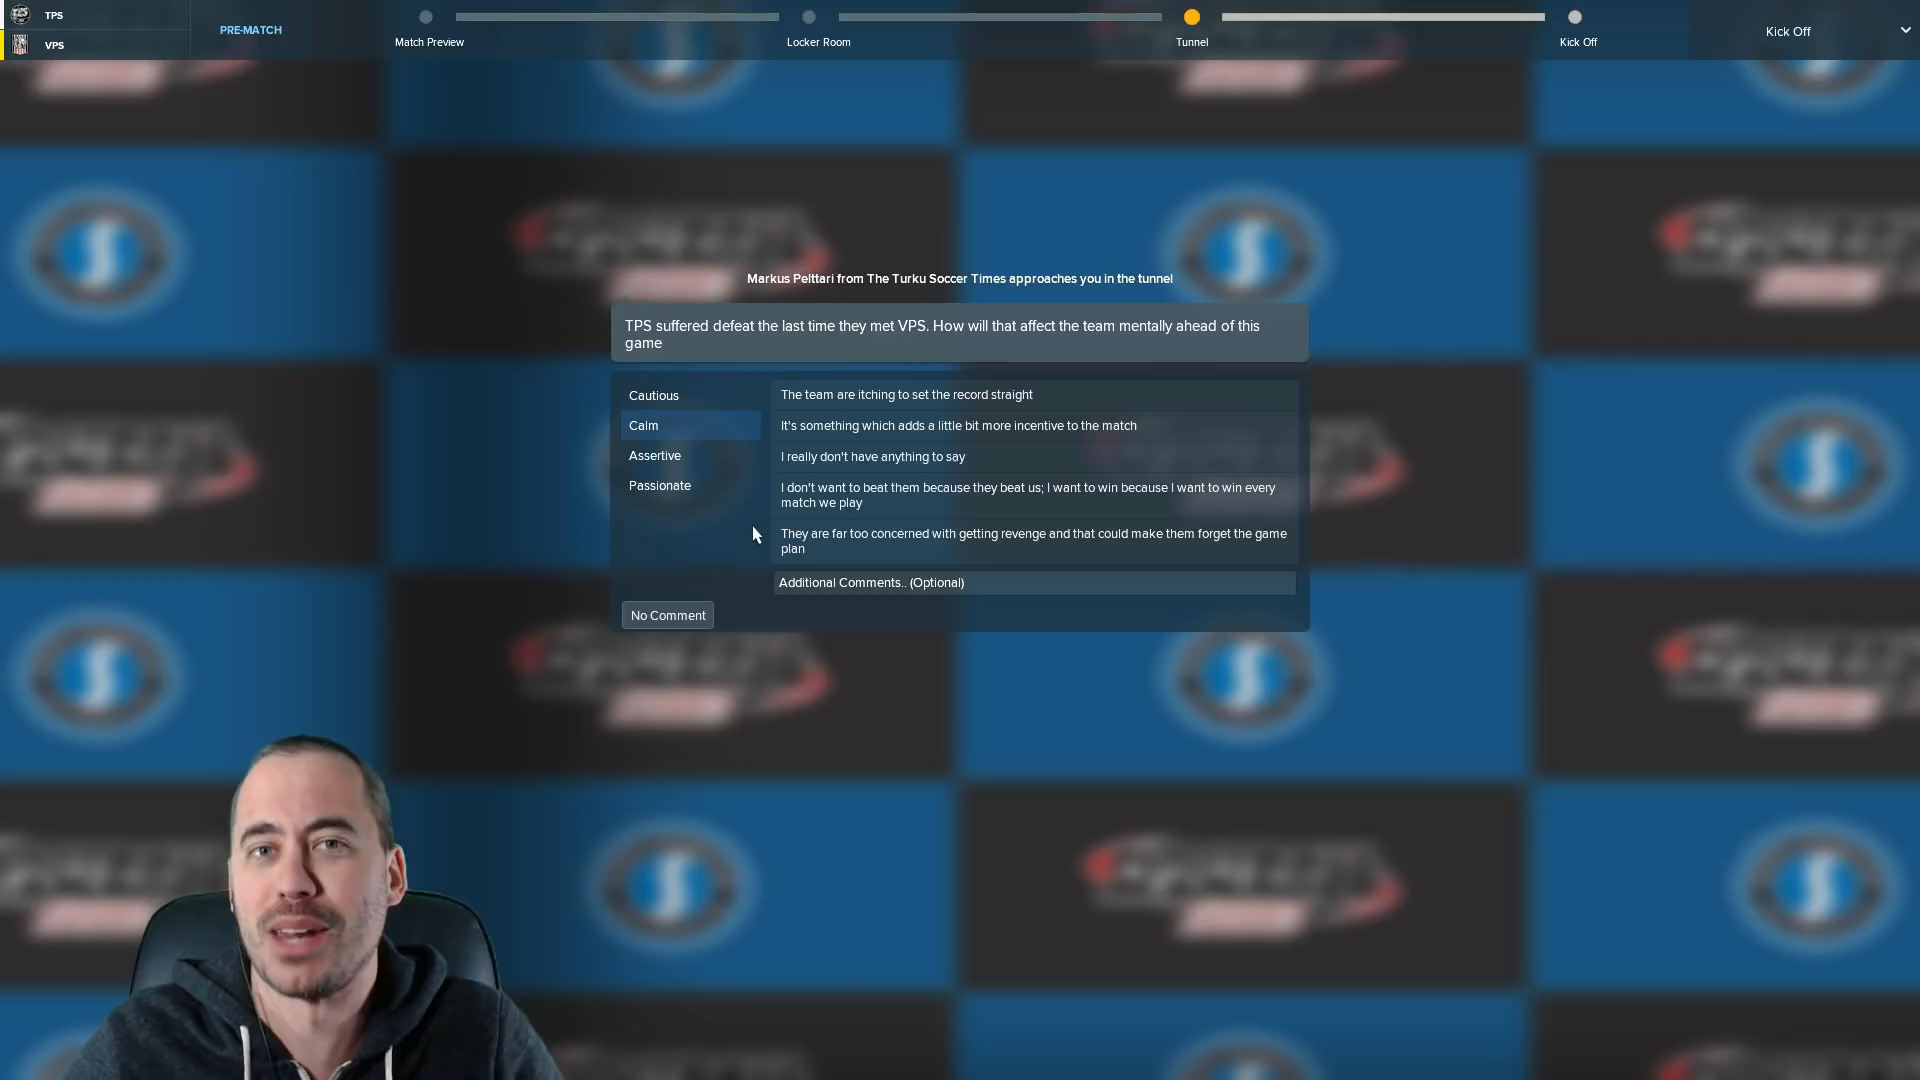 TPS
VPS
PRE-MATCH
Match Preview
Locker Room
Tunnel
Kick Off
Kick Off
Markus Pelttari from The Turku Soccer Times approaches you in the tunnel
TPS suffered defeat the last time they met VPS. How will that affect the team mentally ahead of this
game
Cautious
Calm
Assertive
Passionate
The team are itching to set the record straight
It's something which adds a little bit more incentive to the match
I really don't have anything to say
I don't want to beat them because they beat us; I want to win because I want to win every
match we play
They are far too concerned with getting revenge and that could make them forget the game
plan
Additional Comments.. (Optional)
No Comment